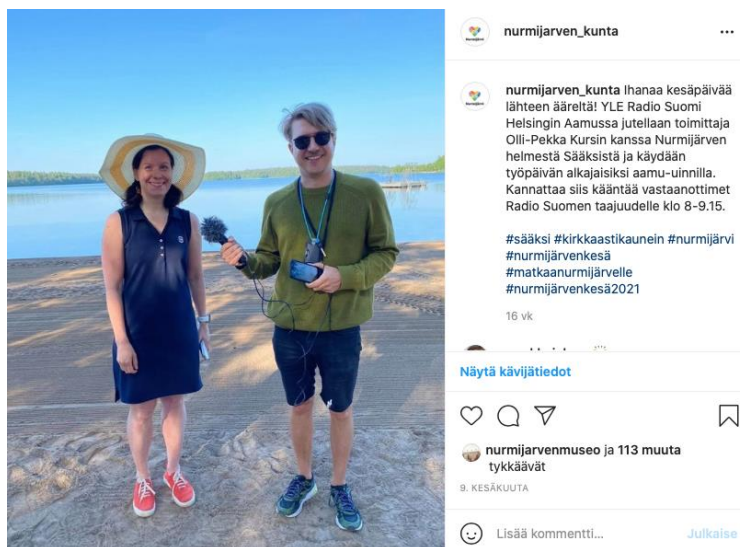 nurmijarven_kunta
nurmijarven_kunta Ihanaa kesäpäivää
lähteen ääreltä! YLE Radio Suomi
Helsingin Aamussa jutellaan toimittaja
Olli-Pekka Kursin kanssa Nurmijärven
helmestä Sääksistä ja käydään
työpäivän alkajaisiksi aamu-uinnilla.
Kannattaa siis kääntää vastaanottimet
Radio Suomen taajuudelle klo 8-9.15.
#sääksi #kirkkaastikaunein #nurmijärvi
#nurmijärvenkesä
#matkaanurmijärvelle
#nurmijärvenkesä2021
16 vk
Näytä kävijätiedot
nurmijarvenmuseo ja 113 muuta
tykkäävät
9. KESÄKUUTA
Lisää kommentti...
Julkaise